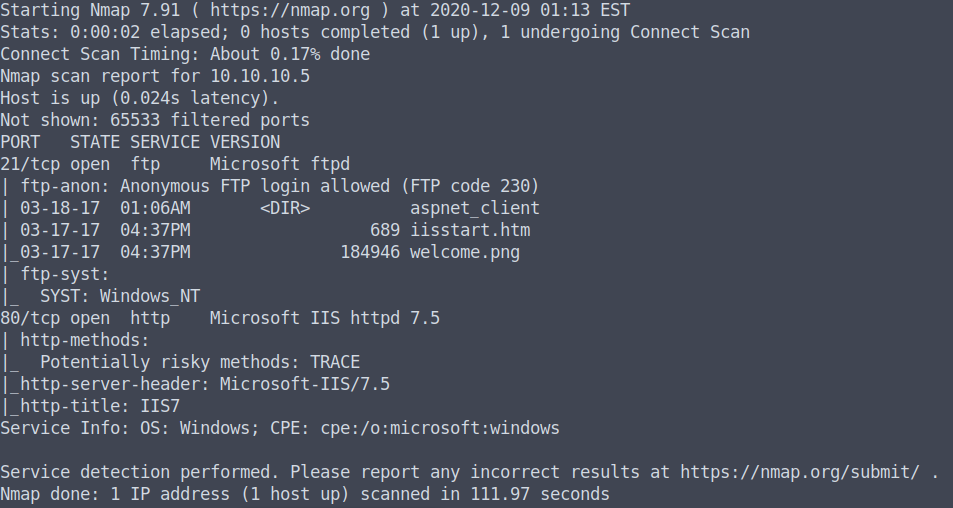 Starting Nmap 7.91 ( https://nmap.org ) at 2020-12-09 01:13 EST
Stats: 0:00:02 elapsed; 0 hosts completed (1 up), 1 undergoing Connect Scan
Connect Scan Timing: About 0.17% done
Nmap scan report for 10.10.10.5
Host is up (0.024s latency).
Not shown: 65533 filtered ports
PORT   STATE SERVICE VERSION
21/tcp open  ftp     Microsoft ftpd
| ftp-anon: Anonymous FTP login allowed (FTP code 230)
| 03-18-17  01:06AM       <DIR>          aspnet_client
| 03-17-17  04:37PM                  689 iisstart.htm
|_03-17-17  04:37PM               184946 welcome.png
| ftp-syst:
|_  SYST: Windows_NT
80/tcp open  http    Microsoft IIS httpd 7.5
| http-methods:
|_  Potentially risky methods: TRACE
|_http-server-header: Microsoft-IIS/7.5
|_http-title: IIS7
Service Info: OS: Windows; CPE: cpe:/o:microsoft:windows

Service detection performed. Please report any incorrect results at https://nmap.org/submit/ .
Nmap done: 1 IP address (1 host up) scanned in 111.97 seconds